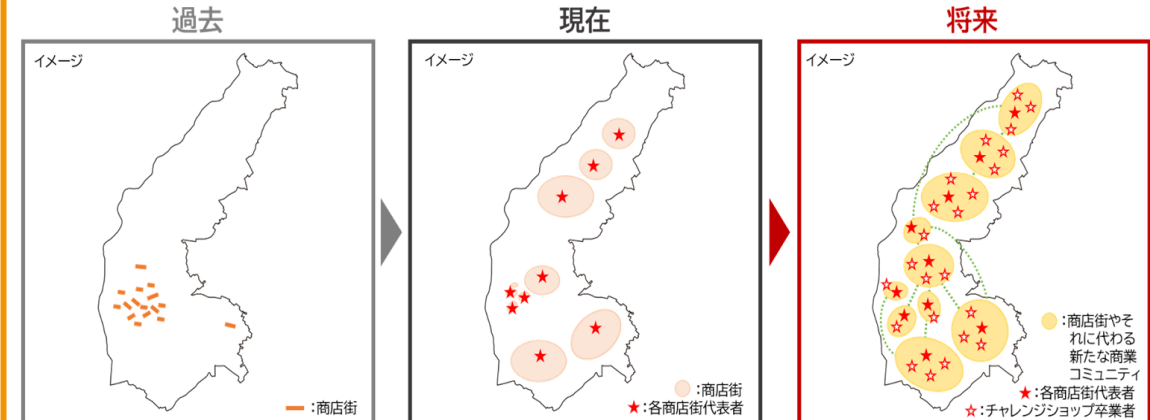 過去
現在
将来
イメージ
イメージ
イメージ
：商店街
：商店街
★：各商店街代表者
：商店街やそ
れに代わる
新たな商業
コミュニティ
★：各商店街代表者
☆：チャレンジショップ卒業者